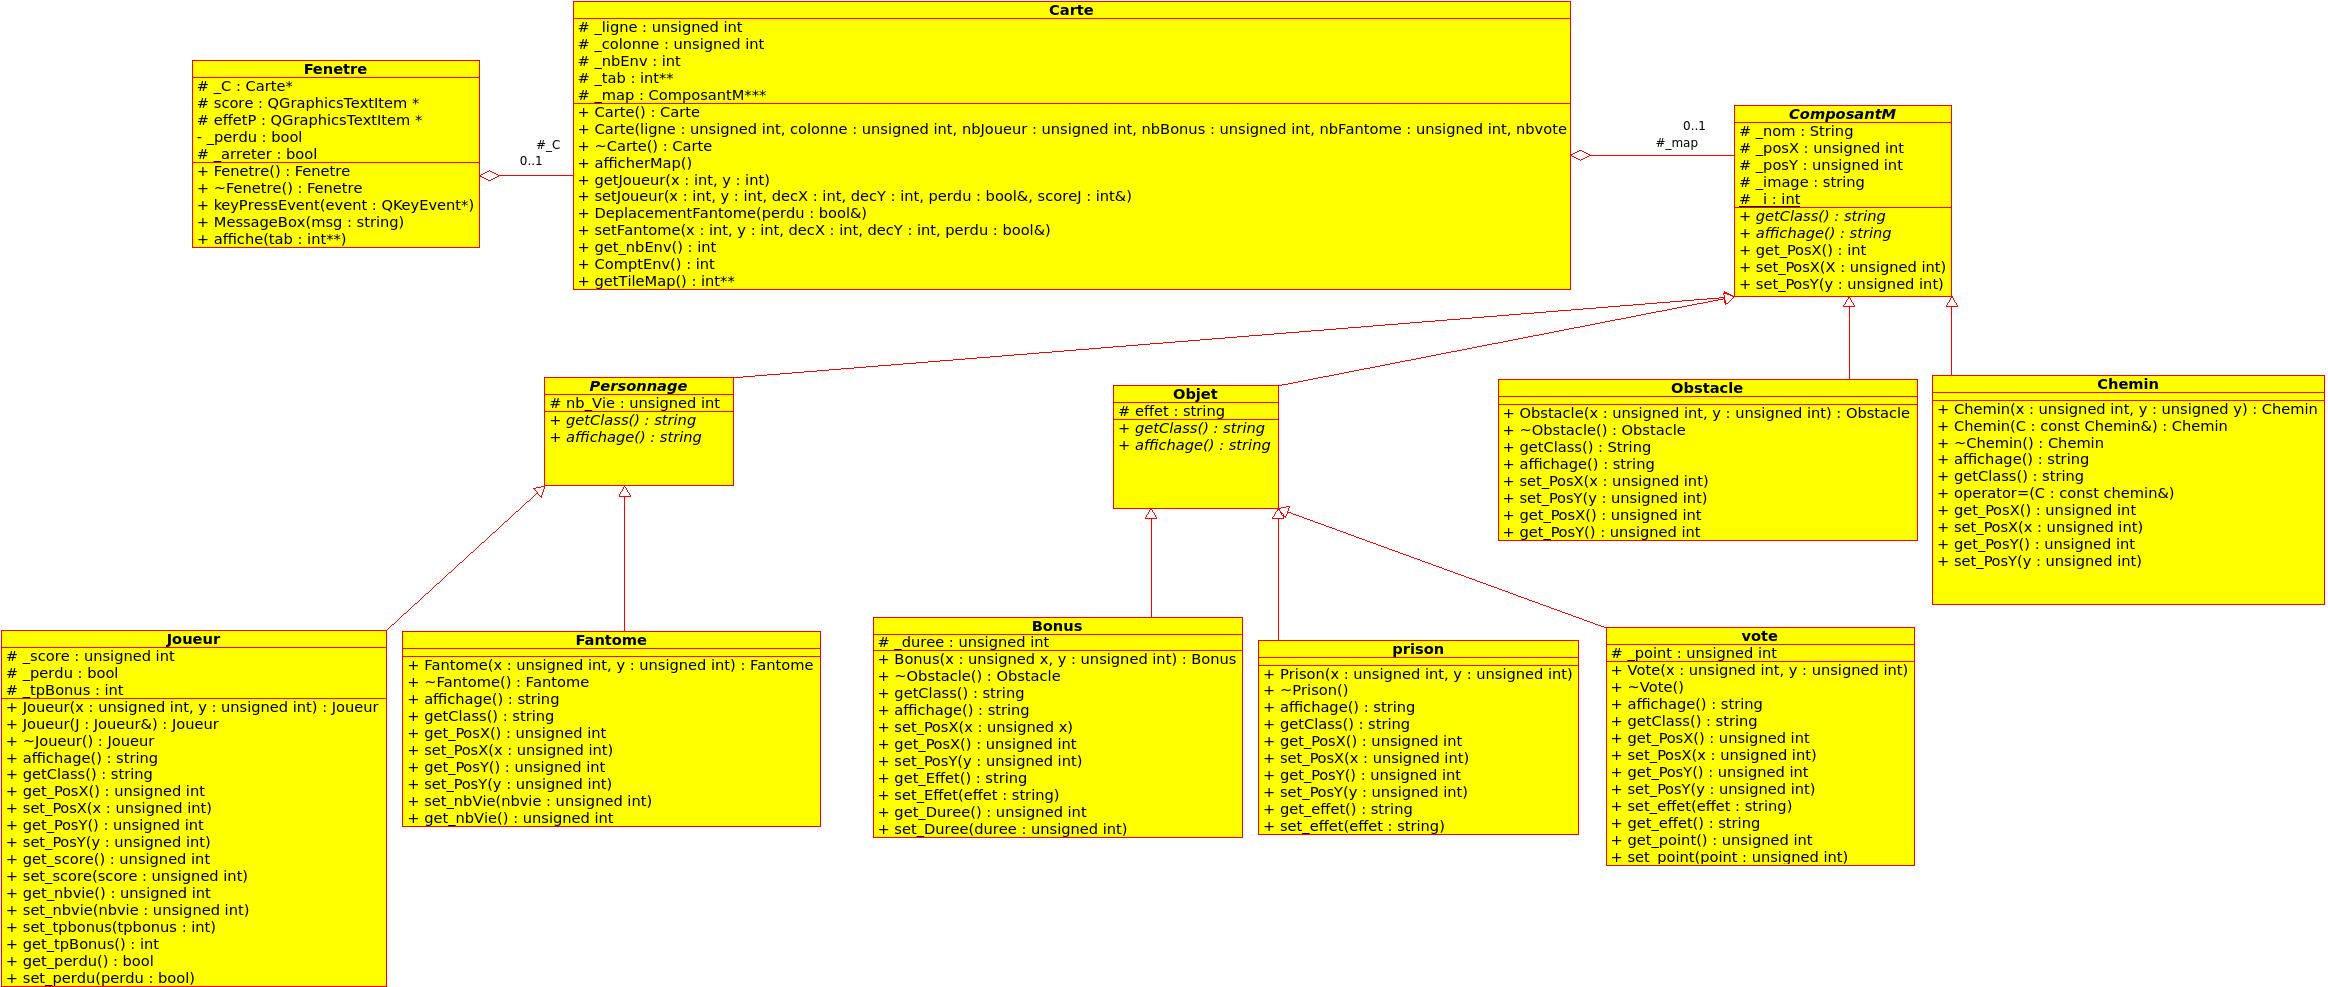 Fenetre
# _C : Carte*
# score : QGraphicsTextItem *
# effetP : QGraphicsTextItem *
- _perdu : bool
# _arreter : bool
+ Fenetre() : Fenetre
+ ~Fenetre() : Fenetre
+ keyPressEvent(event : QKeyEvent*)
+ MessageBox(msg : string)
+ affiche(tab : int**)
#_C
0..1
Carte
# _ligne : unsigned int
# _colonne : unsigned int
# _nbEnv : int
# _tab : int**
# _map : ComposantM***
+ Carte() : Carte
+ Carte(ligne : unsigned int, colonne : unsigned int, nbJoueur : unsigned int, nbBonus : unsigned int, nbFantome : unsigned int, nbvote
+ ~Carte() : Carte
+ afficherMap()
+ getJoueur(x : int, y : int)
+ setJoueur(x : int, y : int, decX : int, decY : int, perdu : bool&, scoreJ : int&)
+ DeplacementFantome(perdu : bool&)
+ setFantome(x : int, y : int, decX : int, decY : int, perdu : bool&)
+ get_nbEnv() : int
+ ComptEnv() : int
+ getTileMap() : int**
0..1
#_map
ComposantM
# _nom : String
# _posX : unsigned int
# _posY : unsigned int
# _image : string
# _i : int
+ getClass() : string
+ affichage() : string
+ get_PosX() : int
+ set_PosX(X : unsigned int)
+ set_PosY(y : unsigned int)
Personnage
# nb_Vie : unsigned int
+ getClass() : string
+ affichage() : string
Objet
# effet : string
+ getClass() : string
+ affichage() : string
Obstacle
+ Obstacle(x : unsigned int, y : unsigned int) : Obstacle
+ ~Obstacle() : Obstacle
+ getClass() : String
+ affichage() : string
+ set_PosX(x : unsigned int)
+ set_PosY(y : unsigned int)
+ get_PosX() : unsigned int
+ get_PosY() : unsigned int
Chemin
+ Chemin(x : unsigned int, y : unsigned y) : Chemin
+ Chemin(C : const Chemin&) : Chemin
+ ~Chemin() : Chemin
+ affichage() : string
+ getClass() : string
+ operator=(C : const chemin&)
+ get_PosX() : unsigned int
+ set_PosX(x : unsigned int)
+ get_PosY() : unsigned int
+ set_PosY(y : unsigned int)
Joueur
# _score : unsigned int
# _perdu : bool
# _tpBonus : int
+ Joueur(x : unsigned int, y : unsigned int) : Joueur
+ Joueur(J : Joueur&) : Joueur
+ ~Joueur() : Joueur
+ affichage() : string
+ getClass() : string
+ get_PosX() : unsigned int
+ set_PosX(x : unsigned int)
+ get_PosY() : unsigned int
+ set_PosY(y : unsigned int)
+ get_score() : unsigned int
+ set_score(score : unsigned int)
+ get_nbvie() : unsigned int
+ set_nbvie(nbvie : unsigned int)
+ set_tpbonus(tpbonus : int)
+ get_tpBonus() : int
+ get_perdu() : bool
+ set_perdu(perdu : bool)
Fantome
+ Fantome(x : unsigned int, y : unsigned int) : Fantome
+ ~Fantome() : Fantome
+ affichage() : string
+ getClass() : string
+ get_PosX() : unsigned int
+ set_PosX(x : unsigned int)
+ get_PosY() : unsigned int
+ set_PosY(y : unsigned int)
+ set_nbVie(nbvie : unsigned int)
+ get_nbVie() : unsigned int
Bonus
# _duree : unsigned int
+ Bonus(x : unsigned x, y : unsigned int) : Bonus
+ ~Obstacle() : Obstacle
+ getClass() : string
+ affichage() : string
+ set_PosX(x : unsigned x)
+ get_PosX() : unsigned int
+ set_PosY(y : unsigned int)
+ get_Effet() : string
+ set_Effet(effet : string)
+ get_Duree() : unsigned int
+ set_Duree(duree : unsigned int)
prison
+ Prison(x : unsigned int, y : unsigned int)
+ ~Prison()
+ affichage() : string
+ getClass() : string
+ get_PosX() : unsigned int
+ set_PosX(x : unsigned int)
+ get_PosY() : unsigned int
+ set_PosY(y : unsigned int)
+ get_effet() : string
+ set_effet(effet : string)
vote
# _point : unsigned int
+ Vote(x : unsigned int, y : unsigned int)
+ ~Vote()
+ affichage() : string
+ getClass() : string
+ get_PosX() : unsigned int
+ set_PosX(x : unsigned int)
+ get_PosY() : unsigned int
+ set_PosY(y : unsigned int)
+ set_effet(effet : string)
+ get_effet() : string
+ get_point() : unsigned int
+ set_point(point : unsigned int)